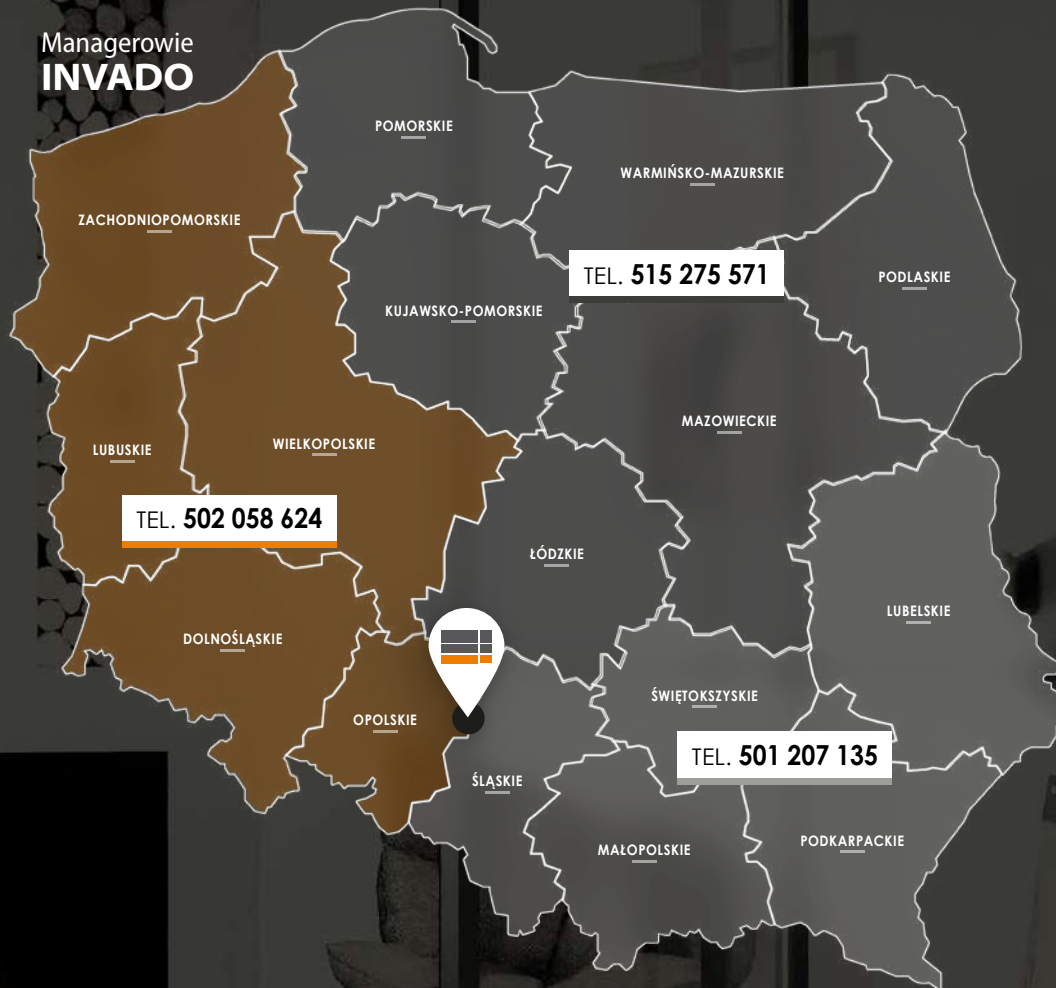 Managerowie
INVADO
POMORSKIE
WARMIŃSKO-MAZURSKIE
ZACHODNIOPOMORSKIE
TEL. 515 275 571
PODLASKIE
KUJAWSKO-POMORSKIE
MAZOWIECKIE
LUBUSKIE
WIELKOPOLSKIE
TEL. 502 058 624
ŁÓDZKIE
LUBELSKIE
DOLNOŚLĄSKIE
ŚWIĘTOKSZYSKIE
OPOLSKIE
TEL. 501 207 135
ŚLĄSKIE
PODKARPACKIE
MAŁOPOLSKIE